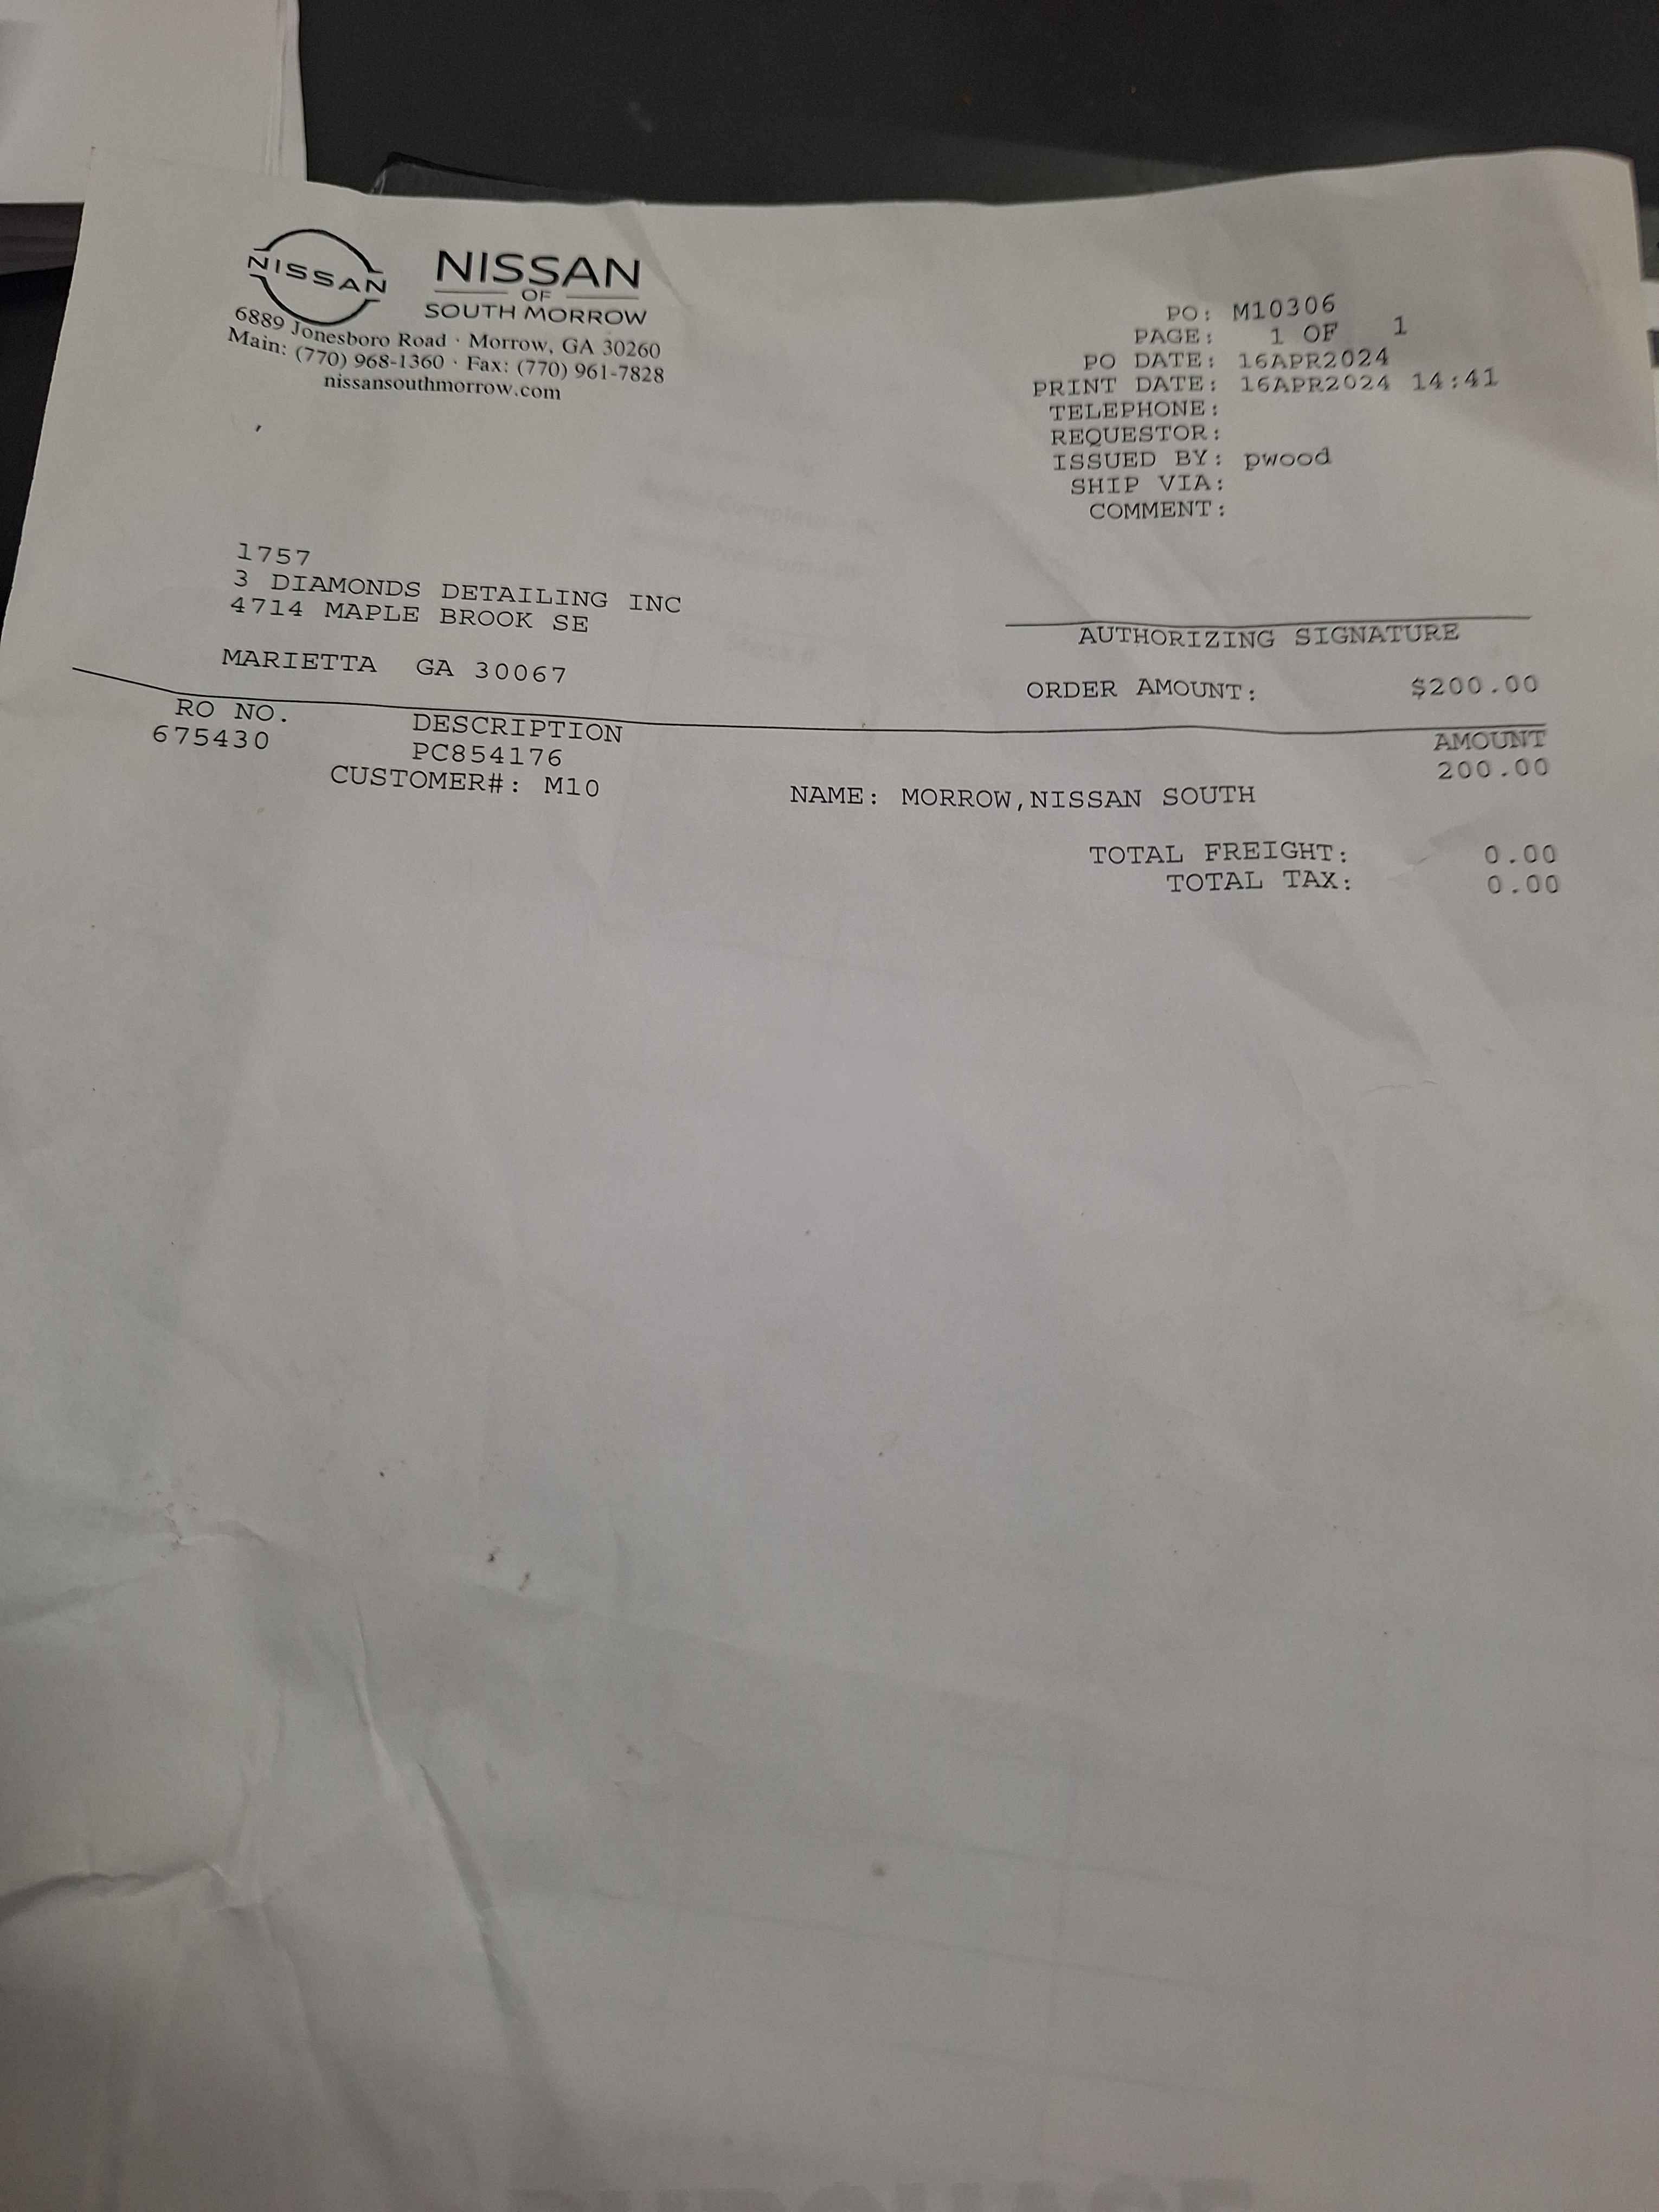 NISSAN
NISSAN
OF
SOUTH MORROW
6889 Jonesboro Road · Morrow, GA 30260
Main: (770) 968-1360 · Fax: (770) 961-7828
nissansouthmorrow.com
PO: M10306
PAGE: 1 OF 1
PO DATE: 16APR2024
PRINT DATE: 16APR2024 14:41
TELEPHONE:
REQUESTOR:
ISSUED BY: pwood
SHIP VIA:
COMMENT:
1757
3 DIAMONDS DETAILING INC
4714 MAPLE BROOK SE
MARIETTA GA 30067
AUTHORIZING SIGNATURE
ORDER AMOUNT: $200.00
RO NO. DESCRIPTION AMOUNT
675430 PC854176 200.00
CUSTOMER#: M10 NAME: MORROW,NISSAN SOUTH
TOTAL FREIGHT: 0.00
TOTAL TAX: 0.00
PURCHASE